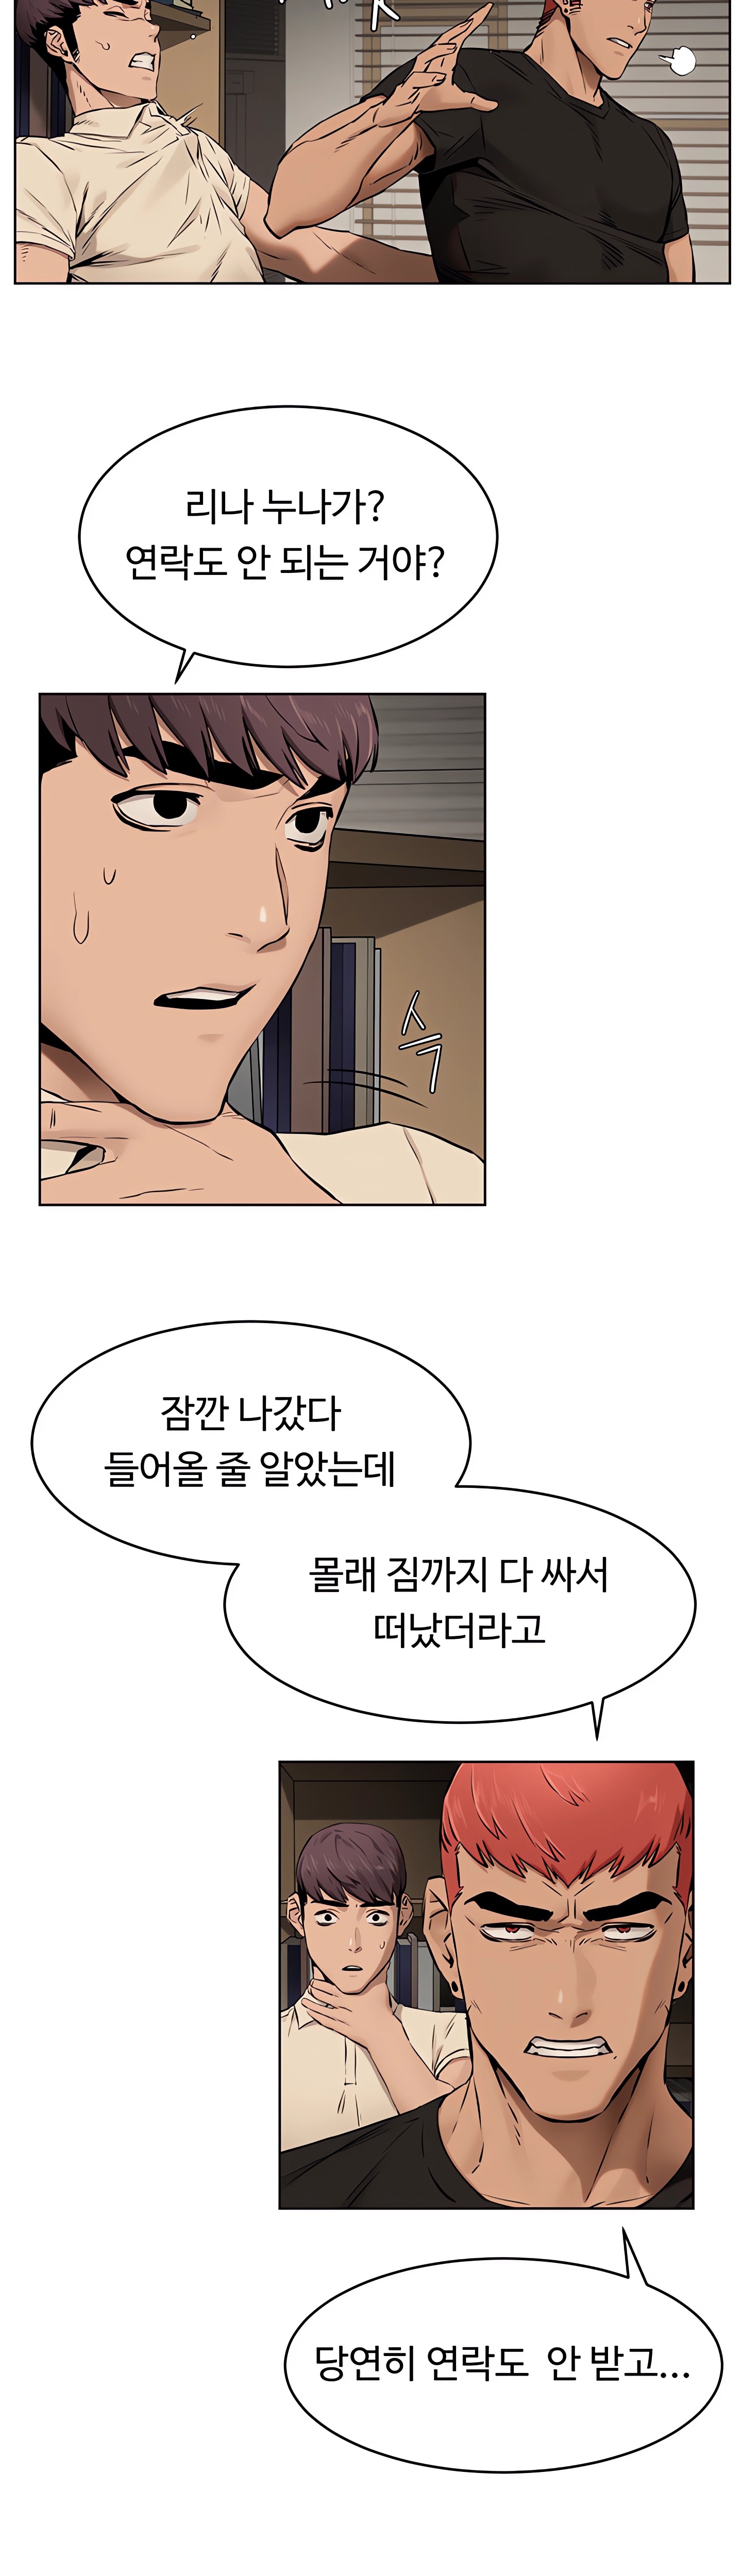 리나 누나가?
연락도 안 되는 거야?
잠깐 나갔다
들어올 줄 알았는데
몰래 짐까지 다 싸서
떠났더라고
당연히 연락도 안 받고...